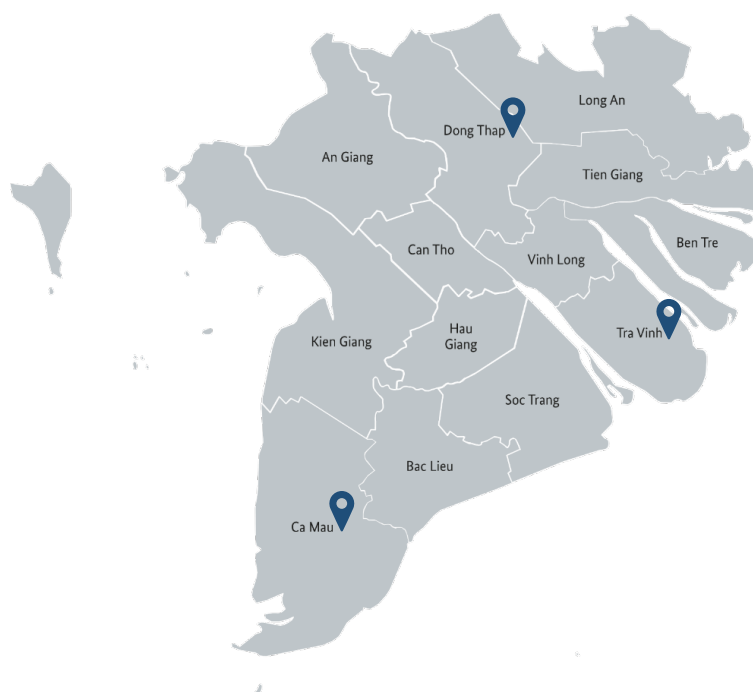 Long An
Dong Thap
An Giang
Tien Giang
Ben Tre
Can Tho
Vinh Long
Hau
Giang
Kien Giang
Tra Vinh
Soc Trang
Bac Lieu
Ca Mau